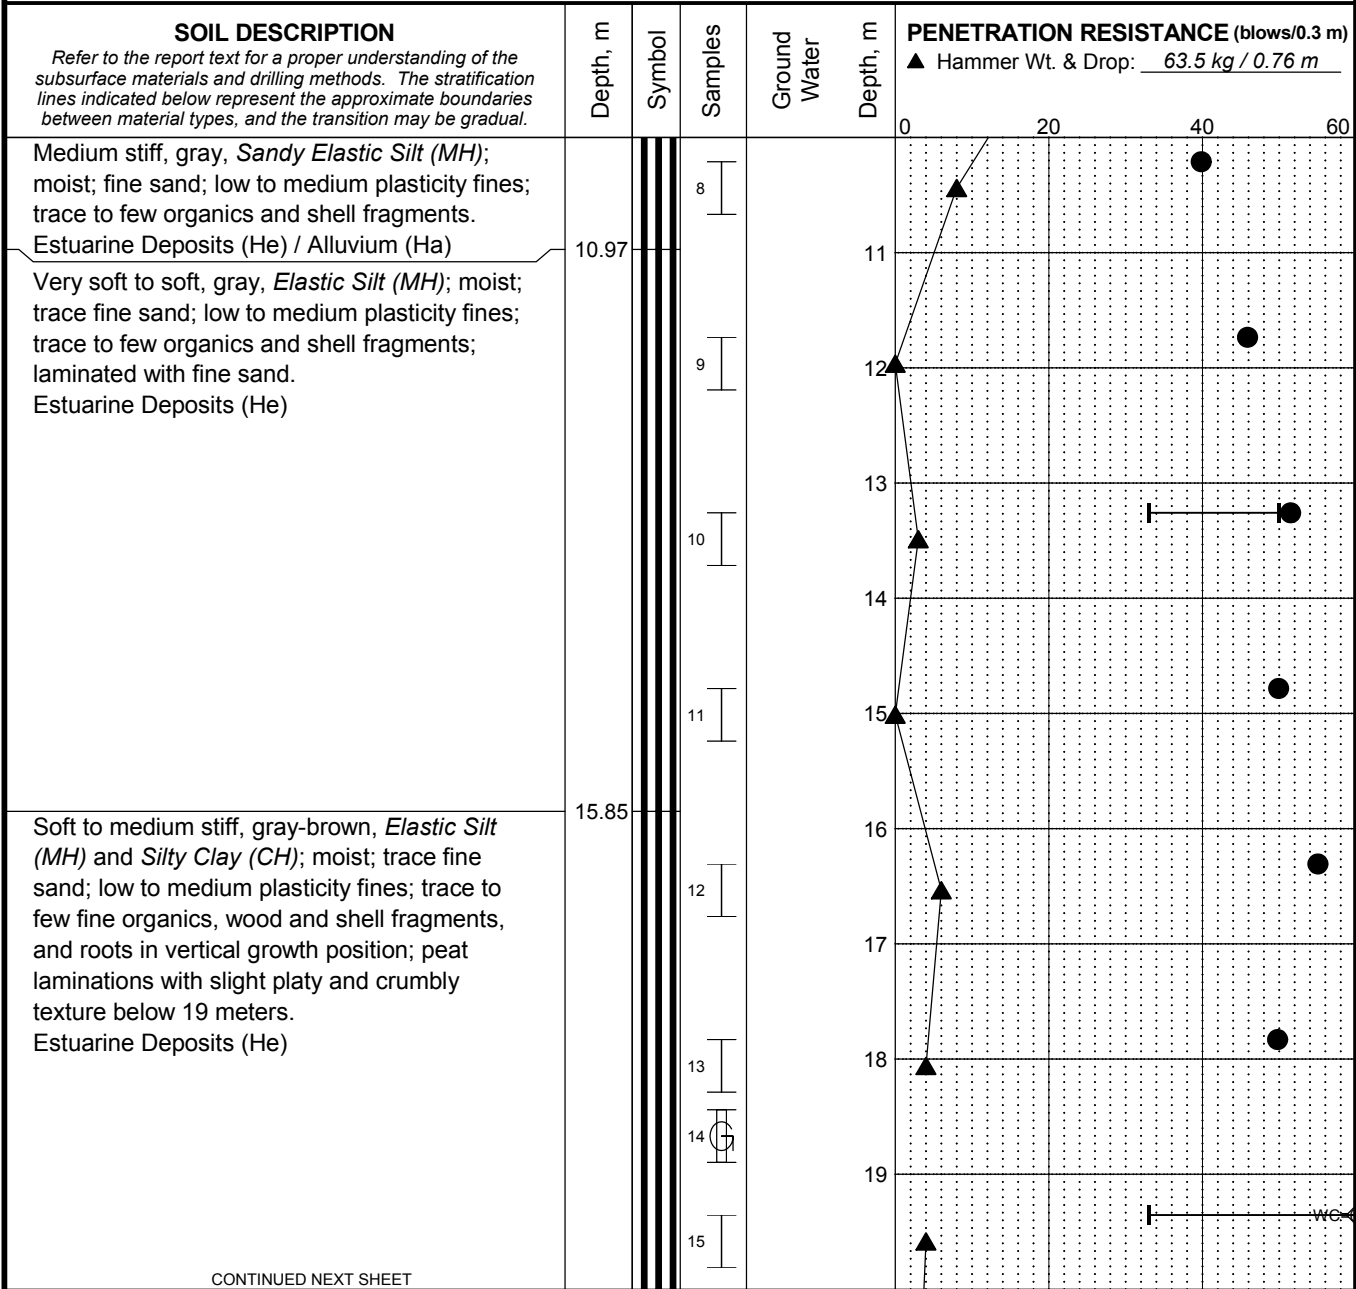 SOIL DESCRIPTION
Refer to the report text for a proper understanding of the
subsurface materials and drilling methods. The stratification
lines indicated below represent the approximate boundaries
between material types, and the transition may be gradual.
Depth, m
Symbol
Samples
Ground
Water
Depth, m
PENETRATION RESISTANCE (blows/0.3 m)
▲ Hammer Wt. & Drop: 63.5 kg / 0.76 m
0 20 40 60
Medium stiff, gray, Sandy Elastic Silt (MH);
moist; fine sand; low to medium plasticity fines;
trace to few organics and shell fragments.
Estuarine Deposits (He) / Alluvium (Ha)
10.97
Very soft to soft, gray, Elastic Silt (MH); moist;
trace fine sand; low to medium plasticity fines;
trace to few organics and shell fragments;
laminated with fine sand.
Estuarine Deposits (He)
15.85
Soft to medium stiff, gray-brown, Elastic Silt
(MH) and Silty Clay (CH); moist; trace fine
sand; low to medium plasticity fines; trace to
few fine organics, wood and shell fragments,
and roots in vertical growth position; peat
laminations with slight platy and crumbly
texture below 19 meters.
Estuarine Deposits (He)
CONTINUED NEXT SHEET
8
9
10
11
12
13
14 G
15
11
12
13
14
15
16
17
18
19
WC